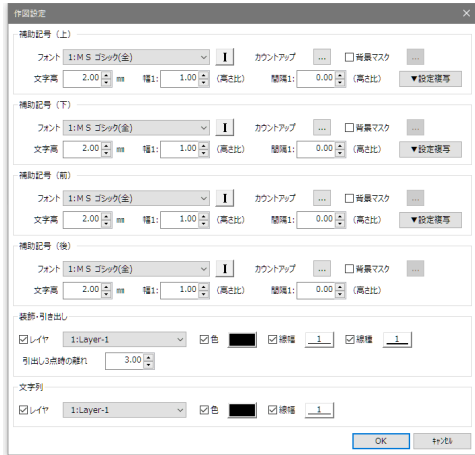 作図設定
補助記号（上）
フォント 1:ＭＳ ゴシック(全) I カウントアップ ... 背景マスク ...
文字高 2.00 ㎜ 幅1: 1.00 (高さ比) 間隔1: 0.00 (高さ比) ▼設定複写
補助記号（下）
フォント 1:ＭＳ ゴシック(全) I カウントアップ ... 背景マスク ...
文字高 2.00 ㎜ 幅1: 1.00 (高さ比) 間隔1: 0.00 (高さ比) ▼設定複写
補助記号（前）
フォント 1:ＭＳ ゴシック(全) I カウントアップ ... 背景マスク ...
文字高 2.00 ㎜ 幅1: 1.00 (高さ比) 間隔1: 0.00 (高さ比) ▼設定複写
補助記号（後）
フォント 1:ＭＳ ゴシック(全) I カウントアップ ... 背景マスク ...
文字高 2.00 ㎜ 幅1: 1.00 (高さ比) 間隔1: 0.00 (高さ比)
装飾・引き出し
レイヤ 1:Layer-1 色 線幅 1 線種 1
引出し3点時の離れ 3.00
文字列
レイヤ 1:Layer-1 色 線幅 1
OK ｷｬﾝｾﾙ